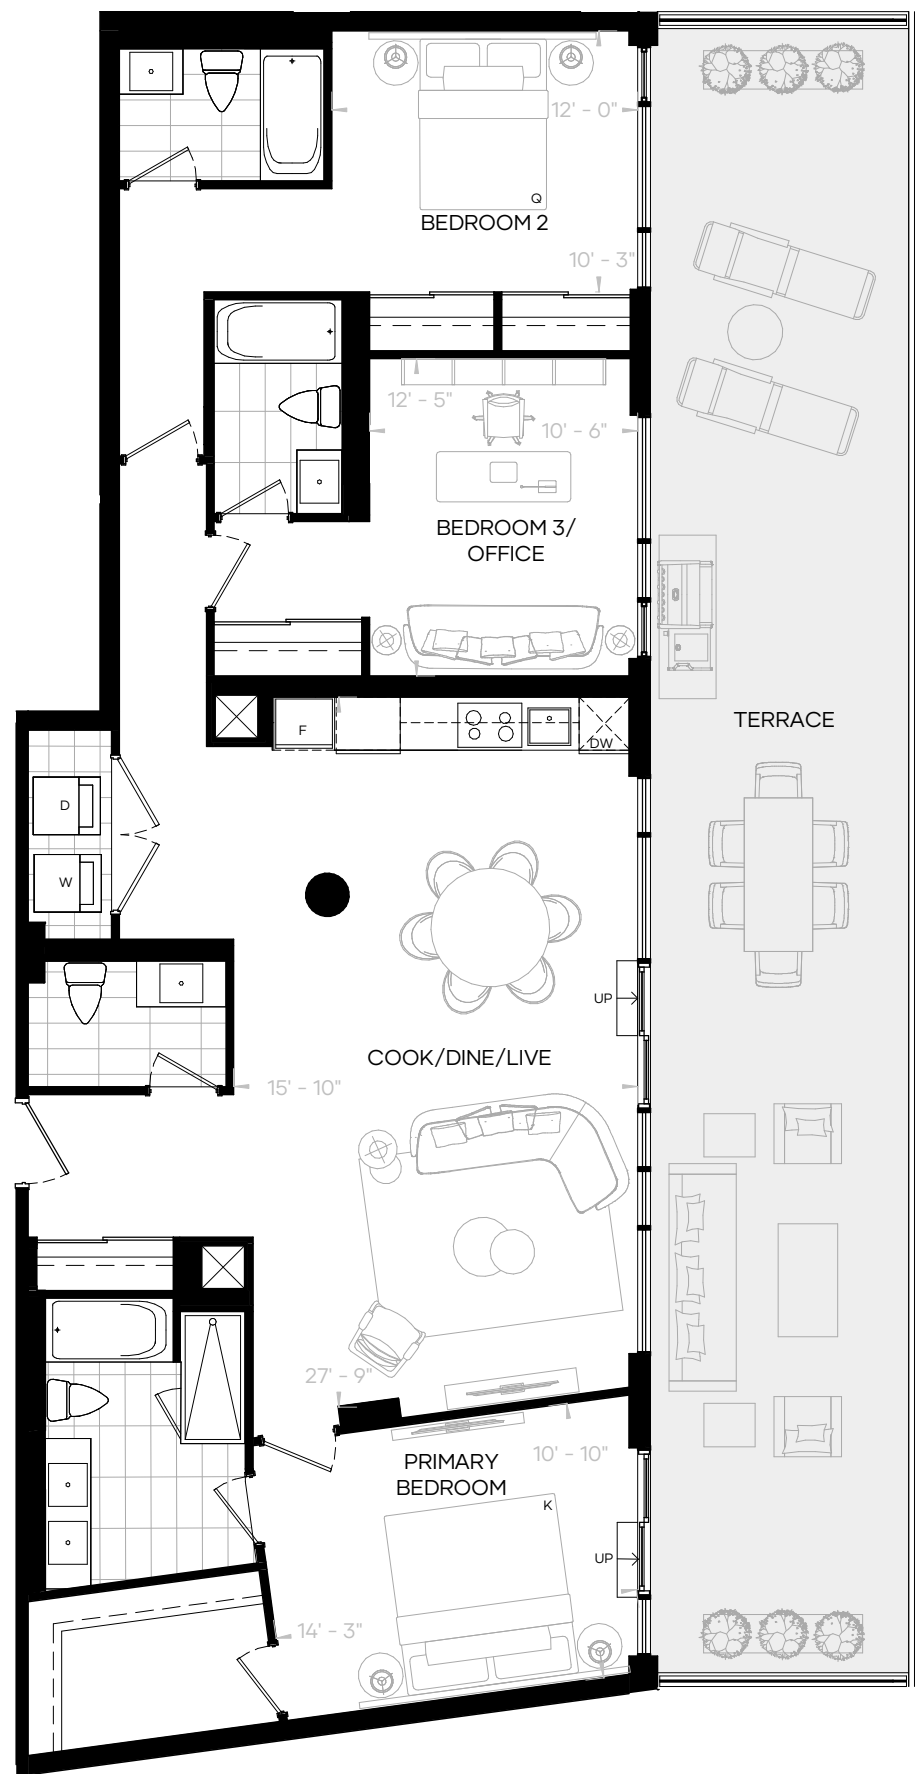 12' - 0"
Q
BEDROOM 2
10' - 3"
12' - 5"
10' - 6"
BEDROOM 3/
OFFICE
TERRACE
F
DW
D
W
UP
COOK/DINE/LIVE
15' - 10"
27' - 9"
PRIMARY
BEDROOM
10' - 10"
K
UP
14' - 3"